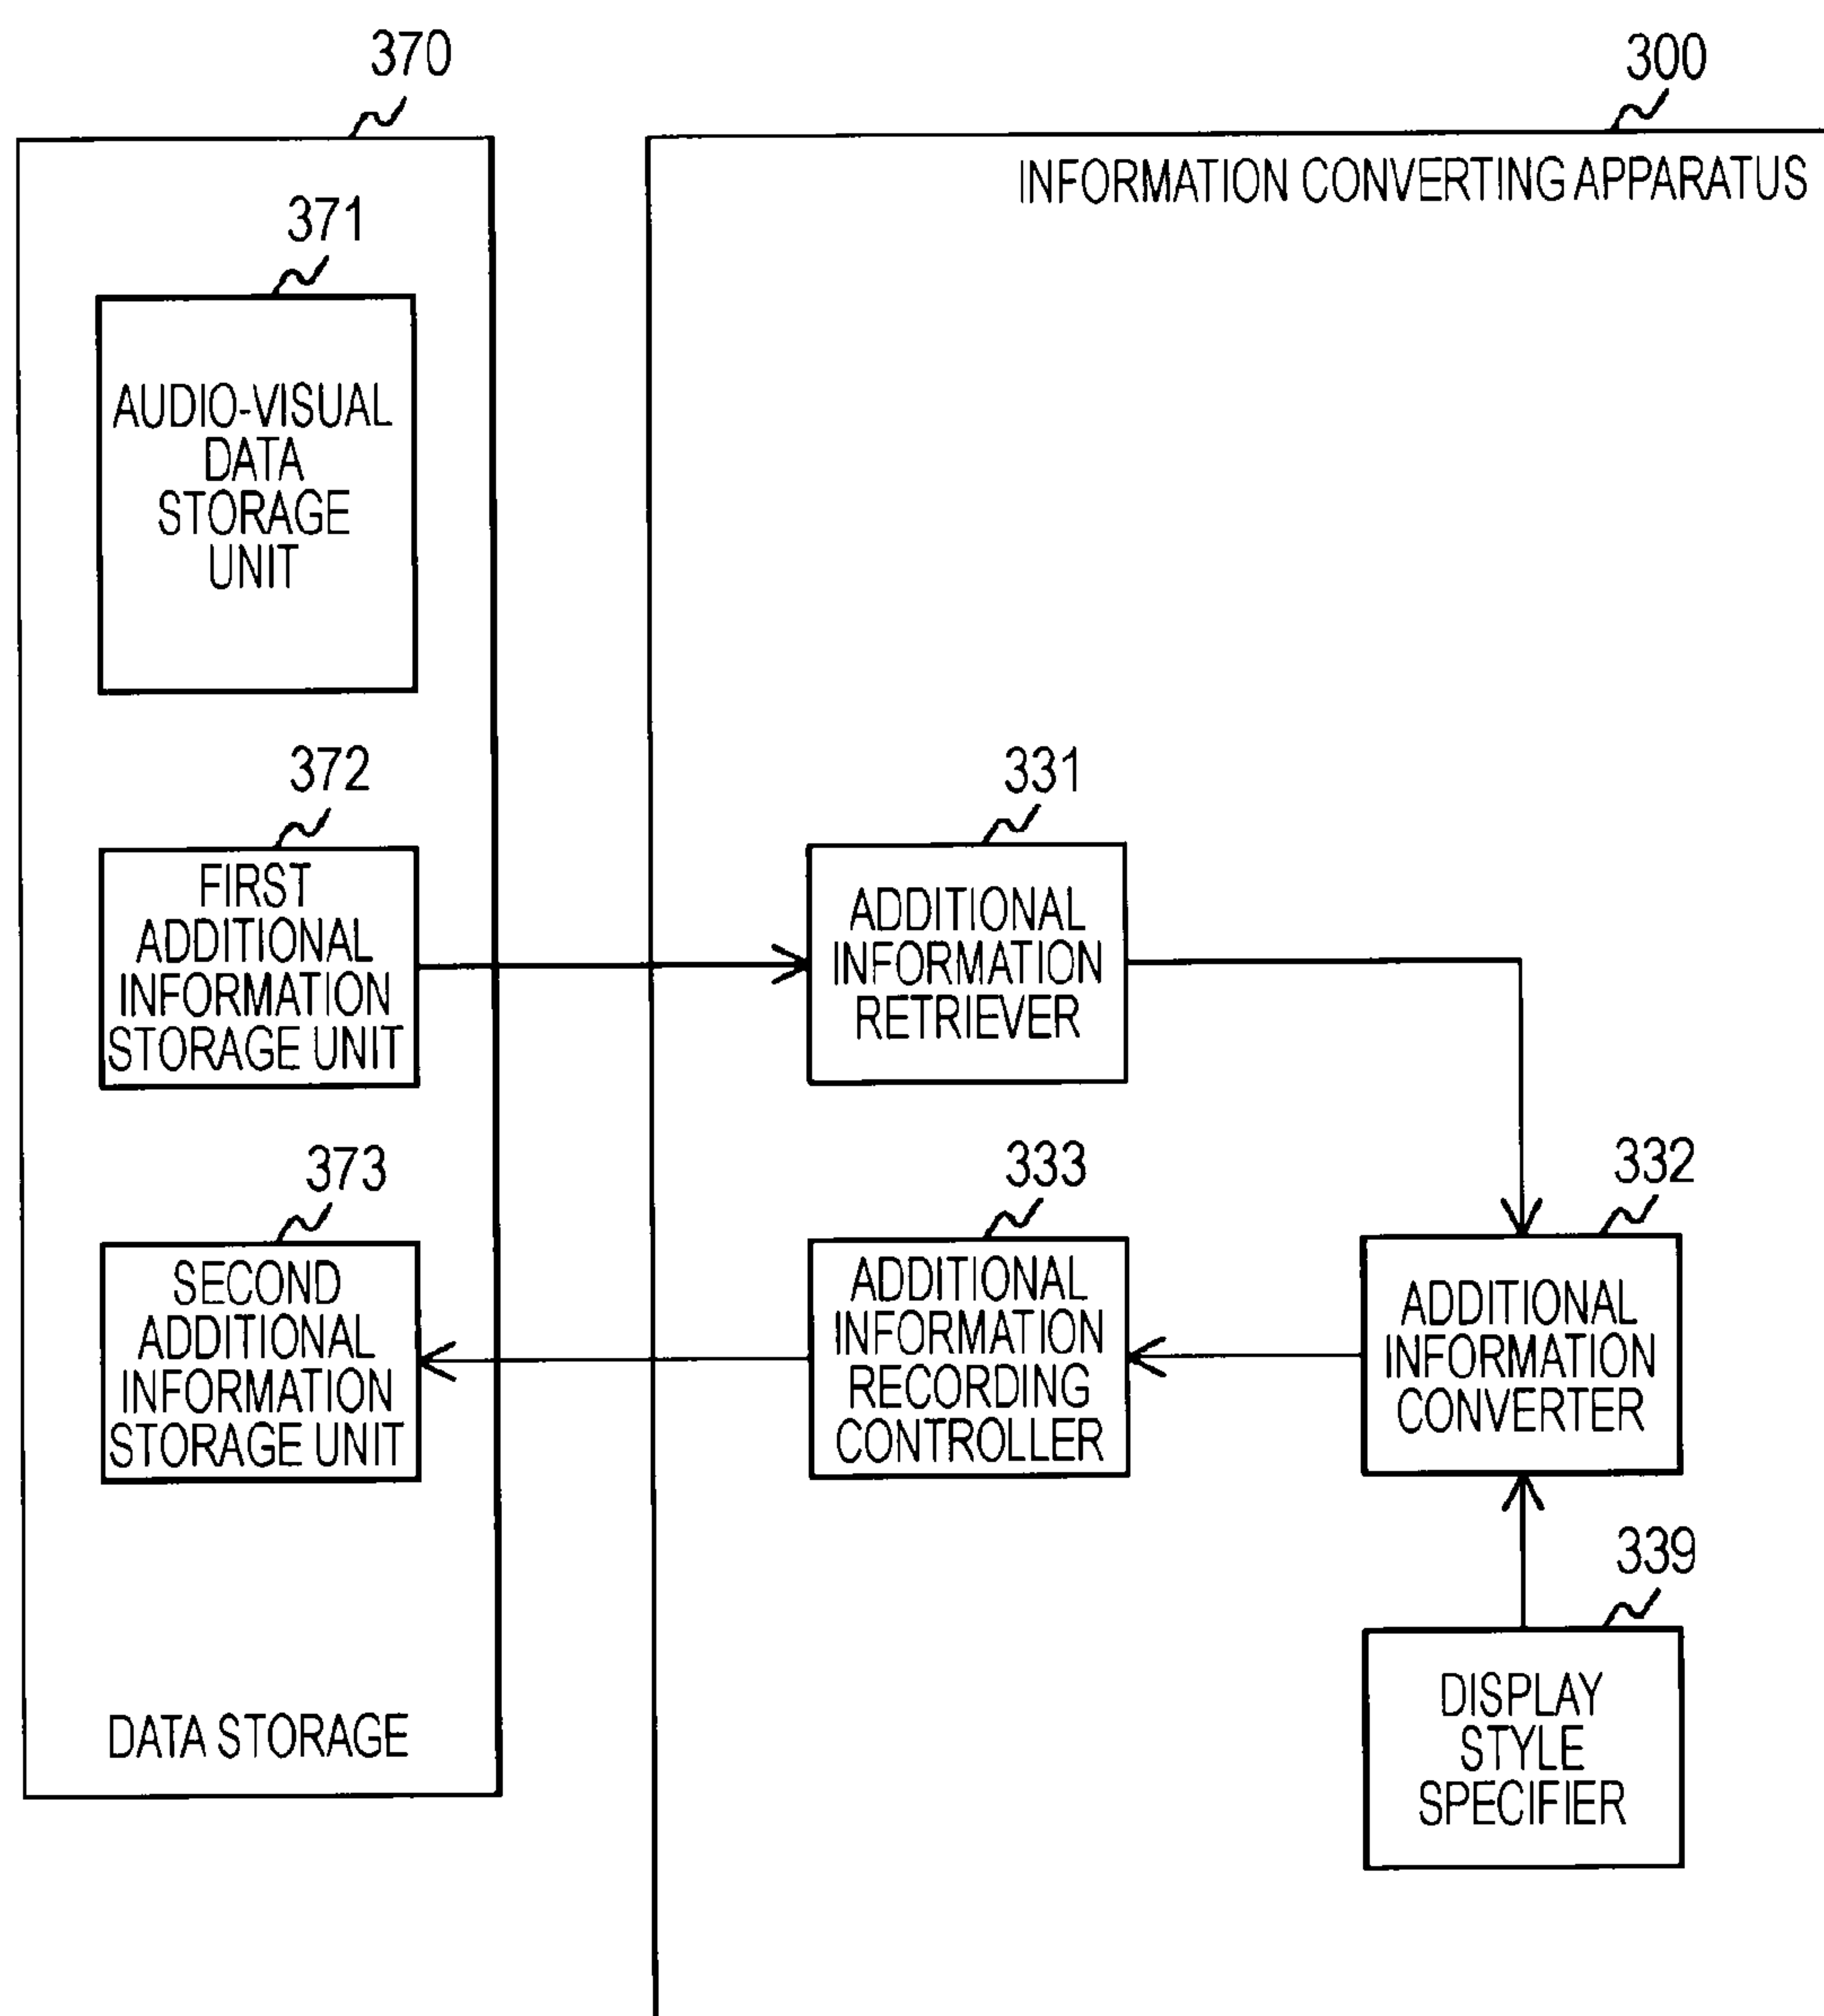 370
300
INFORMATION CONVERTING APPARATUS
371
AUDIO-VISUAL
DATA
STORAGE
UNIT
372
FIRST
ADDITIONAL
INFORMATION
STORAGE UNIT
331
ADDITIONAL
INFORMATION
RETRIEVER
373
SECOND
ADDITIONAL
INFORMATION
STORAGE UNIT
333
ADDITIONAL
INFORMATION
RECORDING
CONTROLLER
332
ADDITIONAL
INFORMATION
CONVERTER
339
DISPLAY
STYLE
SPECIFIER
DATA STORAGE